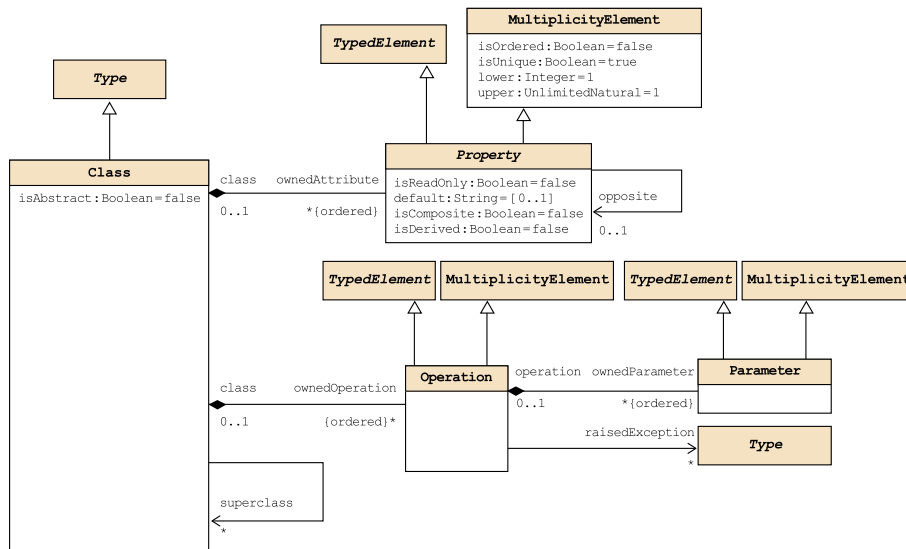 MultiplicityElement
isOrdered:Boolean=false
isUnique:Boolean=true
lower:Integer=1
upper:UnlimitedNatural=1
TypedElement
Type
Class
isAbstract:Boolean=false
class ownedAttribute
0..1 *{ordered}
Property
isReadOnly:Boolean=false
default:String=[0..1]
isComposite:Boolean=false
isDerived:Boolean=false
opposite
0..1
TypedElement MultiplicityElement
TypedElement MultiplicityElement
class ownedOperation
0..1 {ordered}*
Operation
operation ownedParameter
0..1 *{ordered}
Parameter
raisedException
*
Type
superclass
*